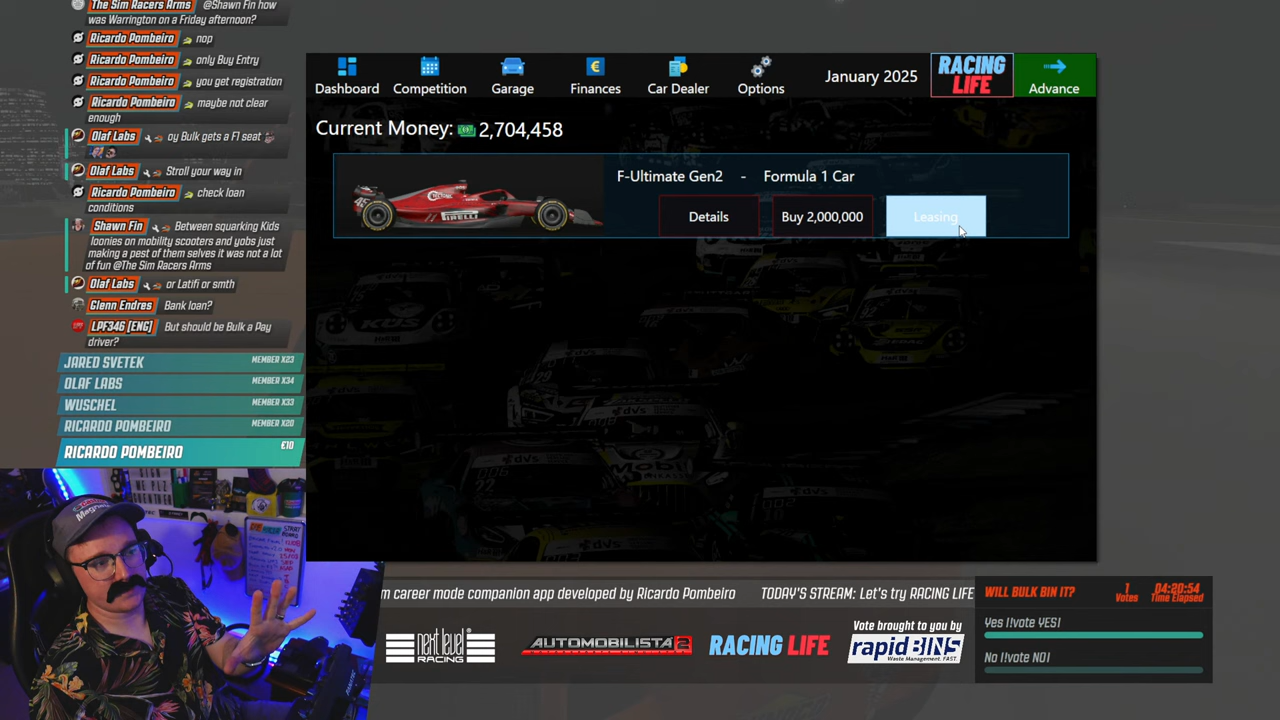 The Sim Racers Arms @Shawn Fin how
was Warrington on a Friday afternoon?
Ricardo Pombeiro nop
Ricardo Pombeiro only Buy Entry
Ricardo Pombeiro you get registration
Ricardo Pombeiro maybe not clear
enough
Olaf Labs oy Bulk gets a F1 seat
Olaf Labs Stroll your way in
Ricardo Pombeiro check loan
conditions
Shawn Fin Between squarking Kids
loonies on mobility scooters and yobs just
making a pest of them selves it was not a lot
of fun @The Sim Racers Arms
Olaf Labs or Latifi or smth
Glenn Endres Bank loan?
LPF346 [ENG] But should be Bulk a Pay
driver?
JARED SVETEK MEMBER X23
OLAF LABS MEMBER X34
WUSCHEL MEMBER X33
RICARDO POMBEIRO MEMBER X20
RICARDO POMBEIRO €10
Dashboard Competition Garage Finances Car Dealer Options January 2025 RACING LIFE Advance
Current Money: 2,704,458
F-Ultimate Gen2 - Formula 1 Car
Details Buy 2,000,000 Leasing
PIRELLI
m career mode companion app developed by Ricardo Pombeiro TODAY'S STREAM: Let's try RACING LIFE
next level
RACING
AUTOMOBILISTA 2
RACING LIFE
Vote brought to you by
rapid BINS
Waste Management. FAST.
WILL BULK BIN IT? 1 Votes 04:20:54 Time Elapsed
Yes !!vote YES!
No !!vote NO!